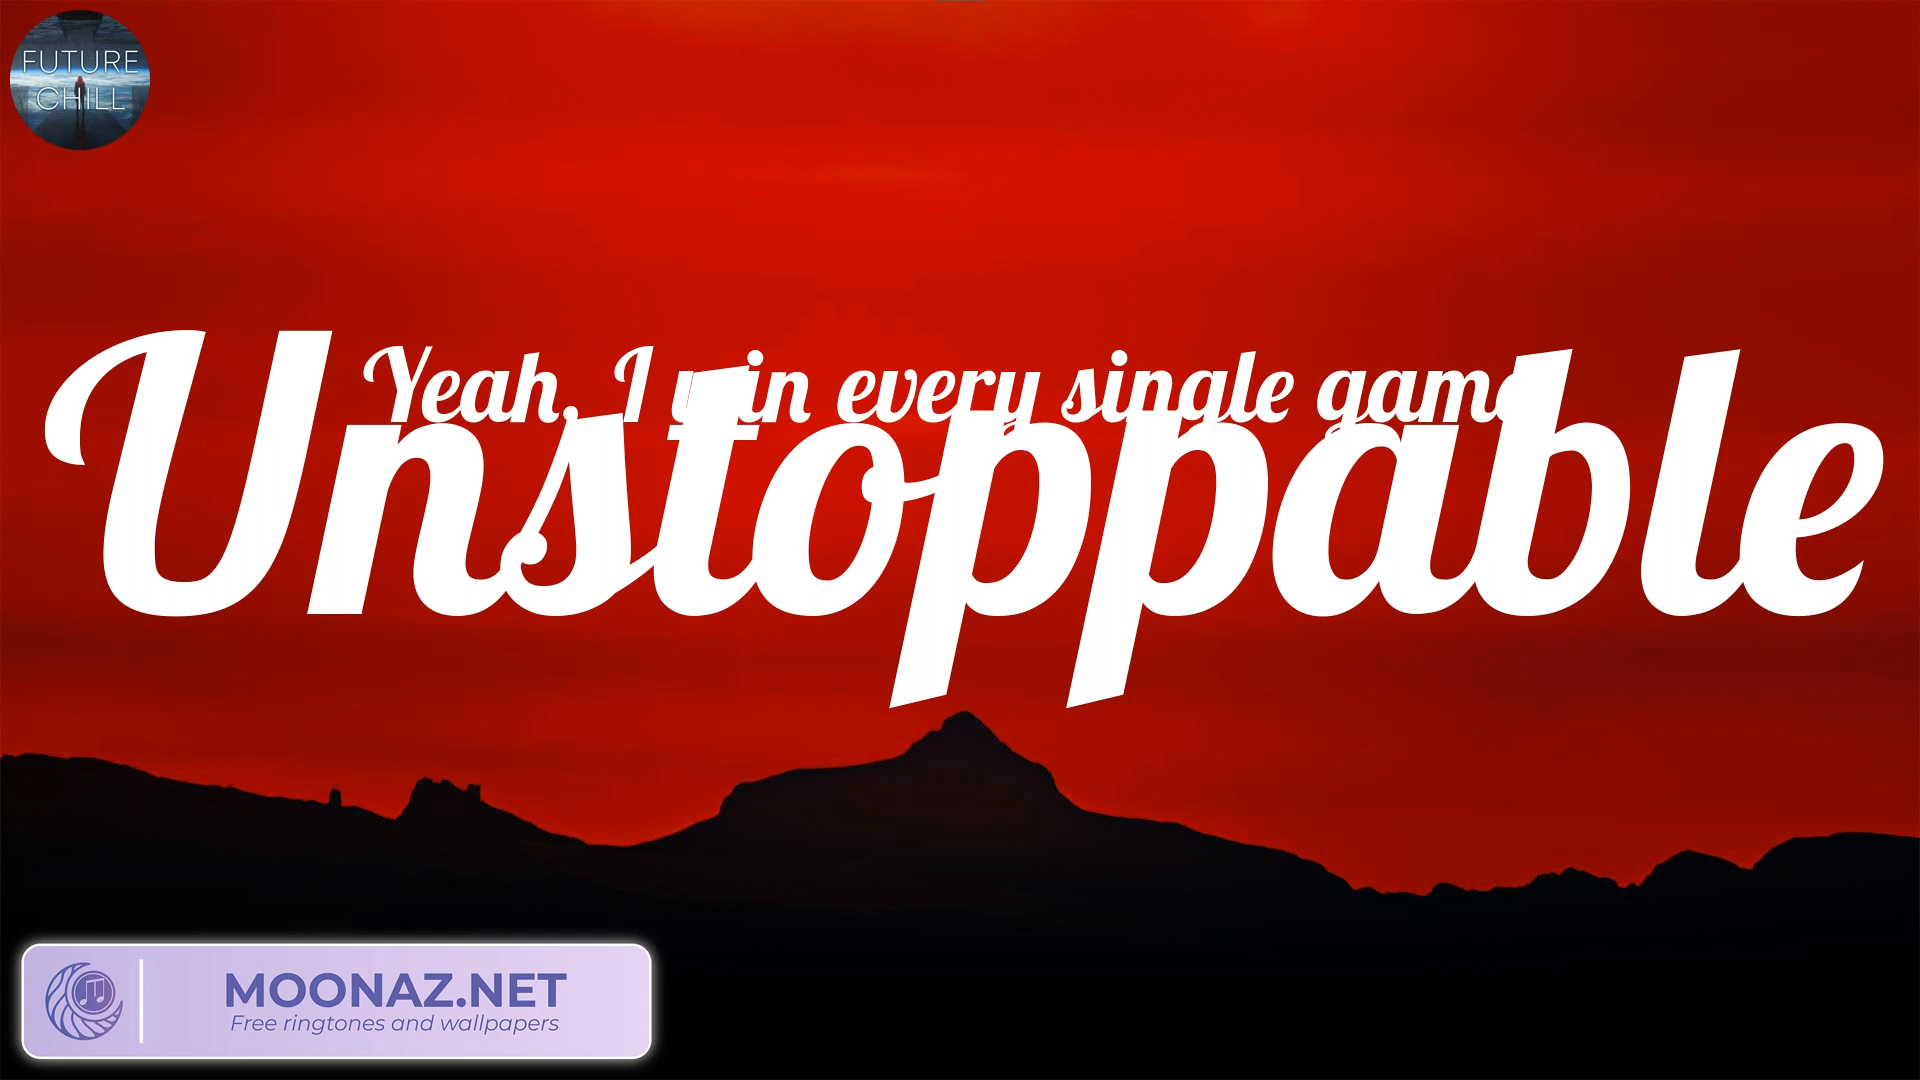 FUTURE
CHILL
Yeah, I win every single game
Unstoppable
MOONAZ.NET
Free ringtones and wallpapers